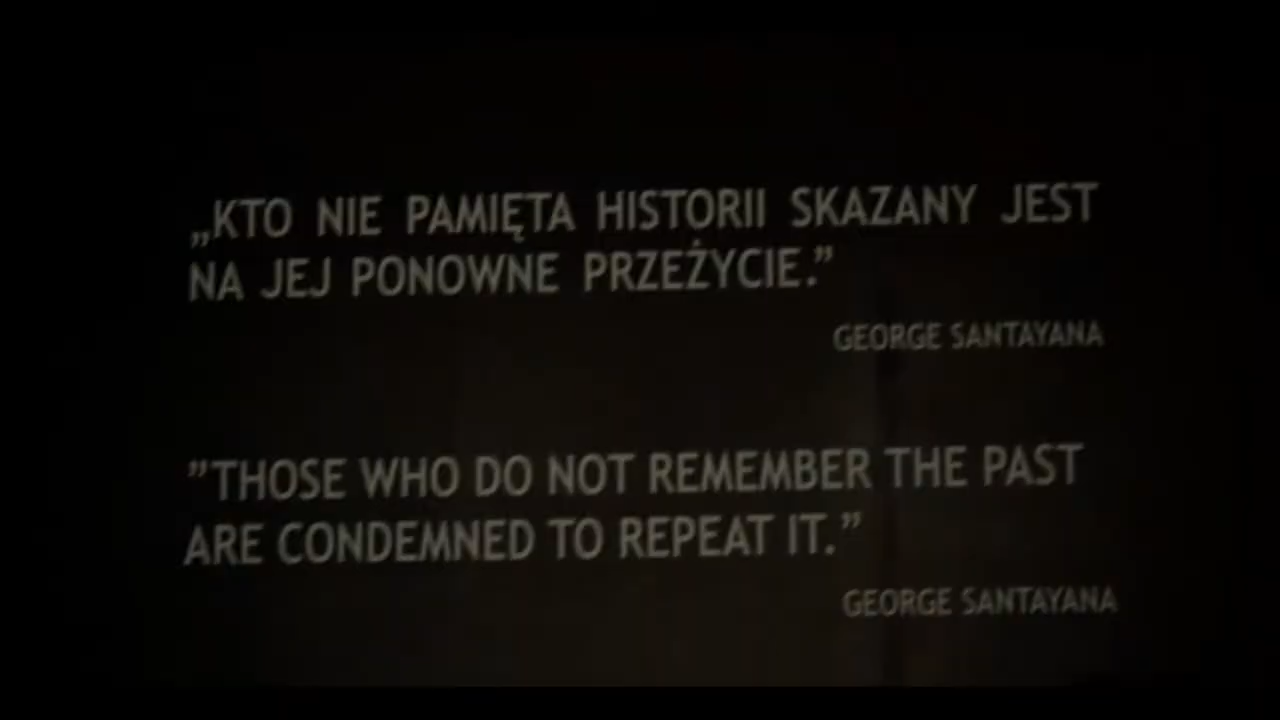 „KTO NIE PAMIĘTA HISTORII SKAZANY JEST
NA JEJ PONOWNE PRZEŻYCIE.”
GEORGE SANTAYANA
”THOSE WHO DO NOT REMEMBER THE PAST
ARE CONDEMNED TO REPEAT IT.”
GEORGE SANTAYANA